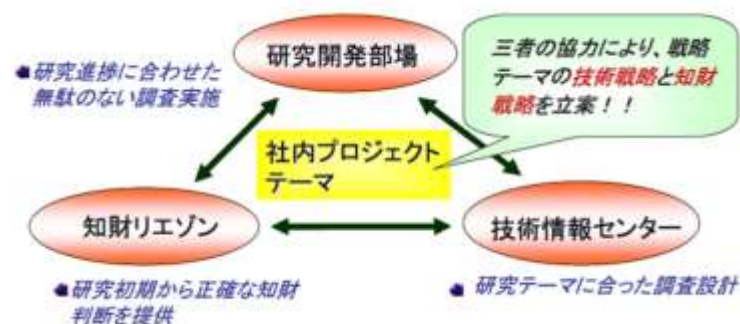 研究開発部場
三者の協力により、戦略
テーマの技術戦略と知財
戦略を立案！！
研究進捗に合わせた
無駄のない調査実施
社内プロジェクト
テーマ
知財リエゾン
技術情報センター
研究初期から正確な知財
判断を提供
研究テーマに合った調査設計